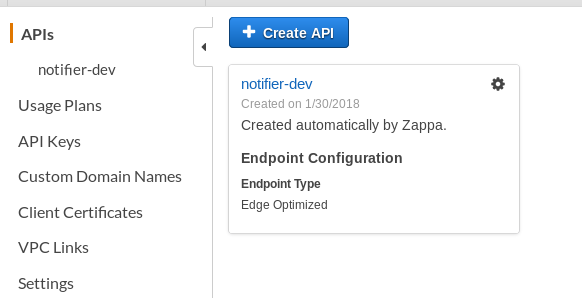 APIs
notifier-dev
Usage Plans
API Keys
Custom Domain Names
Client Certificates
VPC Links
Settings
Create API
notifier-dev
Created on 1/30/2018
Created automatically by Zappa.
Endpoint Configuration
Endpoint Type
Edge Optimized